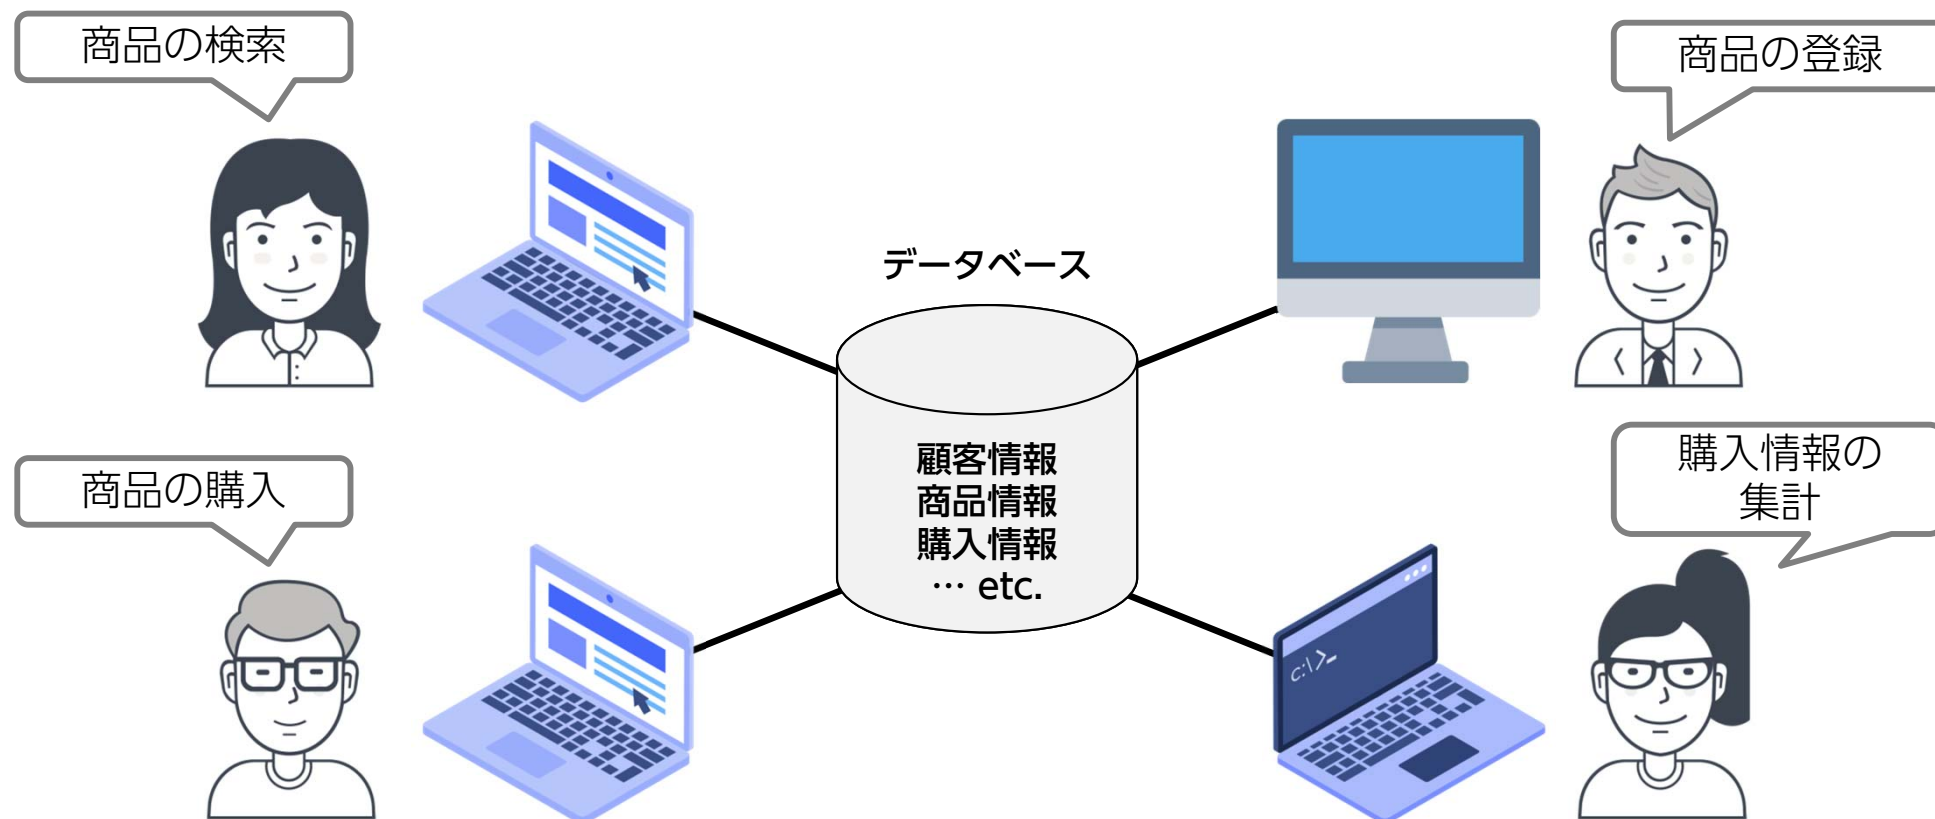 商品の検索
商品の登録
データベース
顧客情報
商品情報
購入情報
… etc.
商品の購入
購入情報の
集計
c:\>_